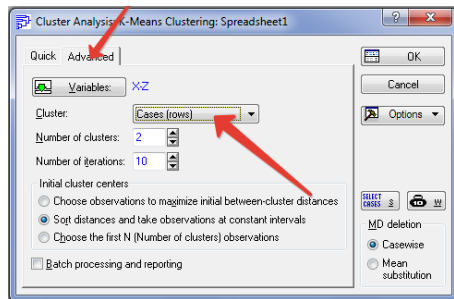 Cluster Analysis: K-Means Clustering: Spreadsheet1
Quick Advanced
OK
Variables: X-Z
Cancel
Cluster: Cases (rows)
Options
Number of clusters: 2
Number of iterations: 10
Initial cluster centers
Choose observations to maximize initial between-cluster distances
Sort distances and take observations at constant intervals
Choose the first N (Number of clusters) observations
SELECT CASES S W
MD deletion
Casewise
Mean substitution
Batch processing and reporting